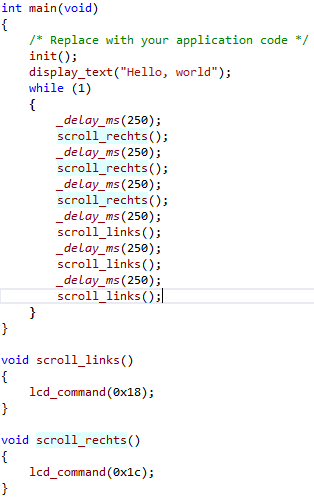 int main(void)
{
    /* Replace with your application code */
    init();
    display_text("Hello, world");
    while (1)
    {
        _delay_ms(250);
        scroll_rechts();
        _delay_ms(250);
        scroll_rechts();
        _delay_ms(250);
        scroll_rechts();
        _delay_ms(250);
        scroll_links();
        _delay_ms(250);
        scroll_links();
        _delay_ms(250);
        scroll_links();
    }
}

void scroll_links()
{
    lcd_command(0x18);
}

void scroll_rechts()
{
    lcd_command(0x1c);
}